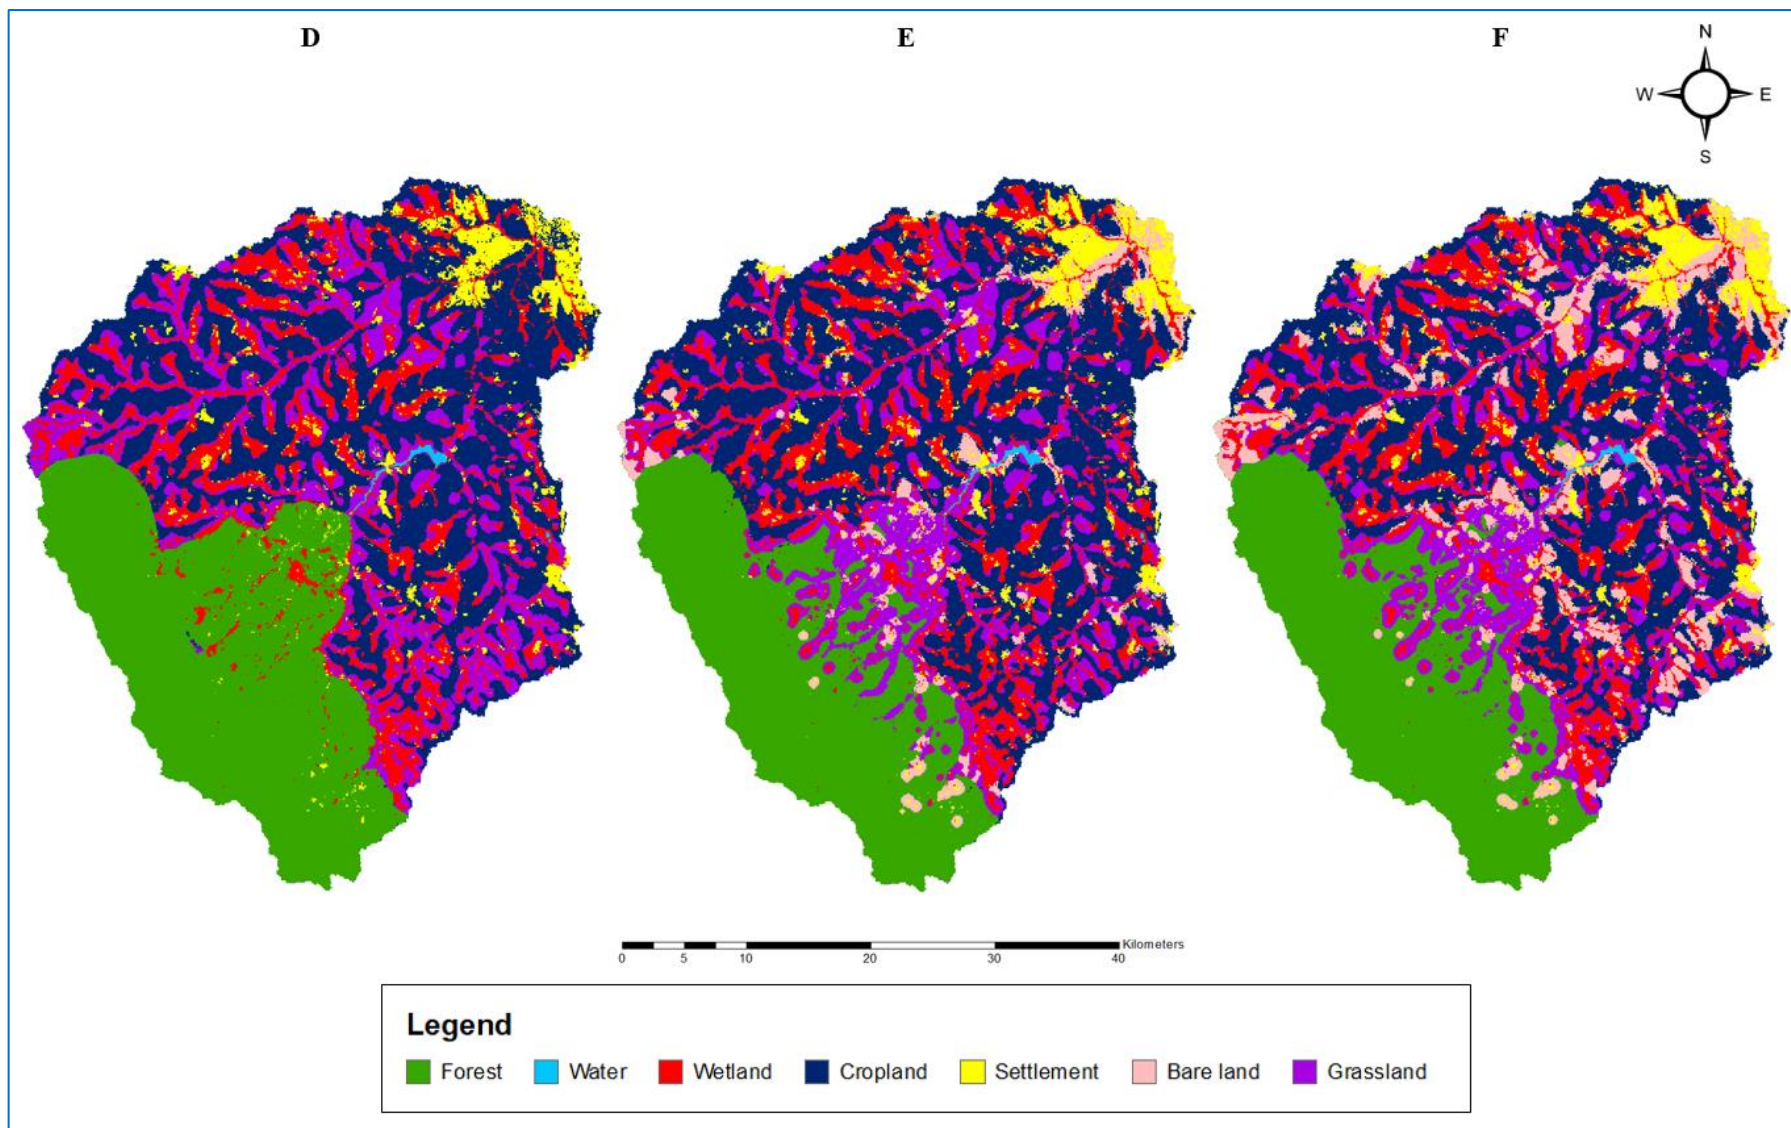 D E F
N
W E
S
Kilometers
0 5 10 20 30 40
Legend
Forest Water Wetland Cropland Settlement Bare land Grassland